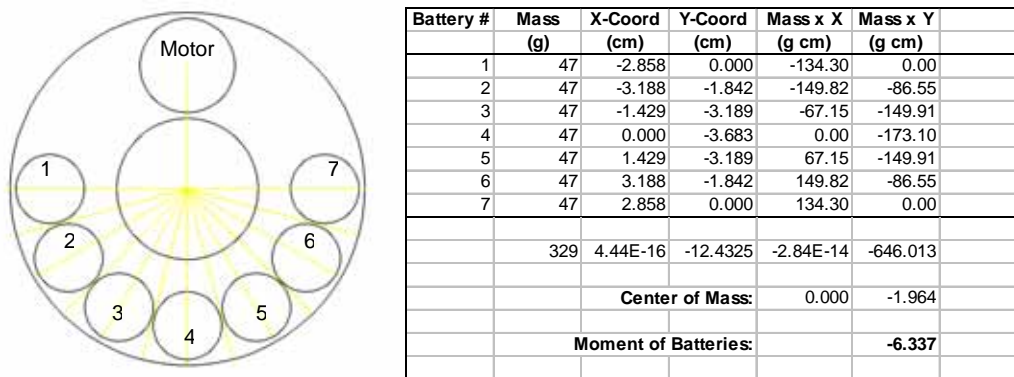 Motor
1
7
2
6
3
5
4
Battery # Mass X-Coord Y-Coord Mass x X Mass x Y
(g) (cm) (cm) (g cm) (g cm)
1 47 -2.858 0.000 -134.30 0.00
2 47 -3.188 -1.842 -149.82 -86.55
3 47 -1.429 -3.189 -67.15 -149.91
4 47 0.000 -3.683 0.00 -173.10
5 47 1.429 -3.189 67.15 -149.91
6 47 3.188 -1.842 149.82 -86.55
7 47 2.858 0.000 134.30 0.00
329 4.44E-16 -12.4325 -2.84E-14 -646.013
Center of Mass: 0.000 -1.964
Moment of Batteries: -6.337